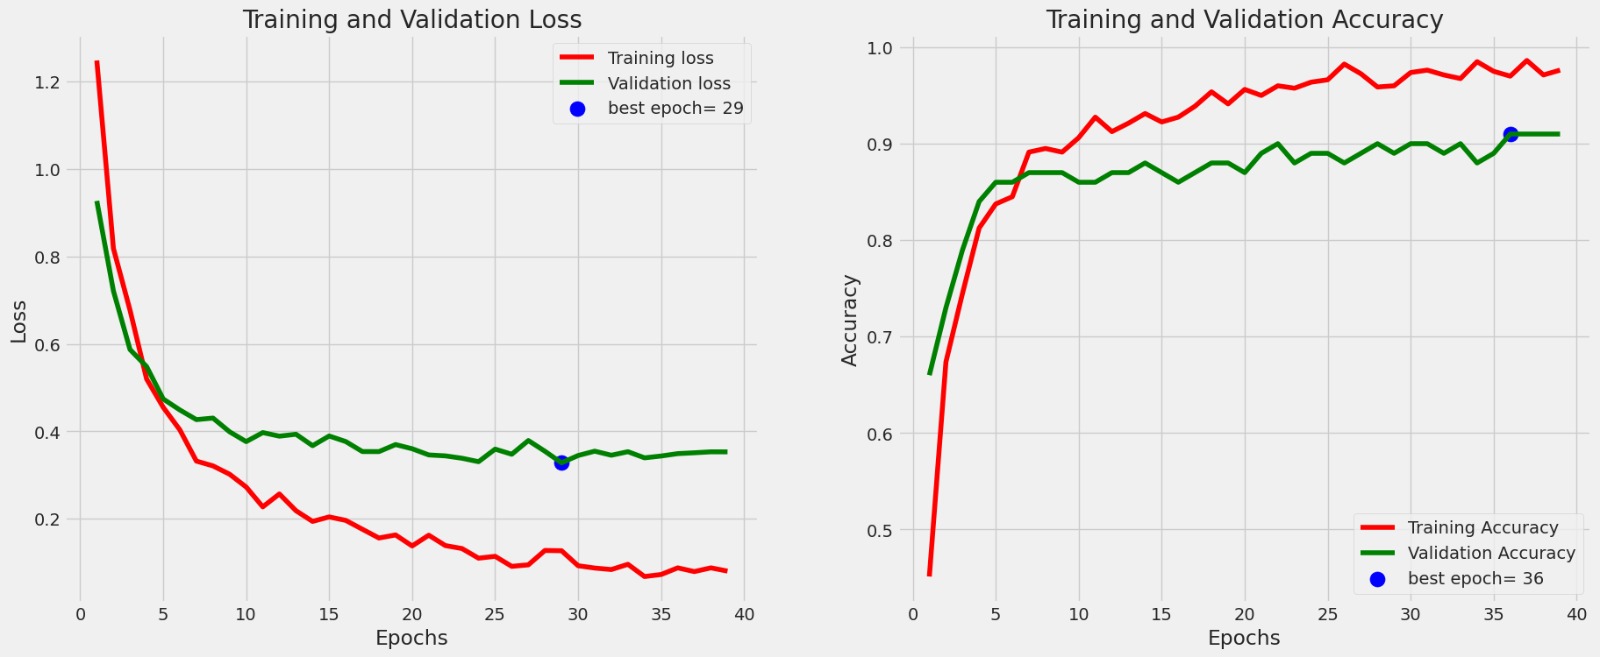 Training and Validation Loss
Training loss
Validation loss
best epoch= 29
1.2
1.0
0.8
0.6
0.4
0.2
Loss
0 5 10 15 20 25 30 35 40
Epochs
Training and Validation Accuracy
1.0
0.9
0.8
0.7
0.6
0.5
Accuracy
Training Accuracy
Validation Accuracy
best epoch= 36
0 5 10 15 20 25 30 35 40
Epochs